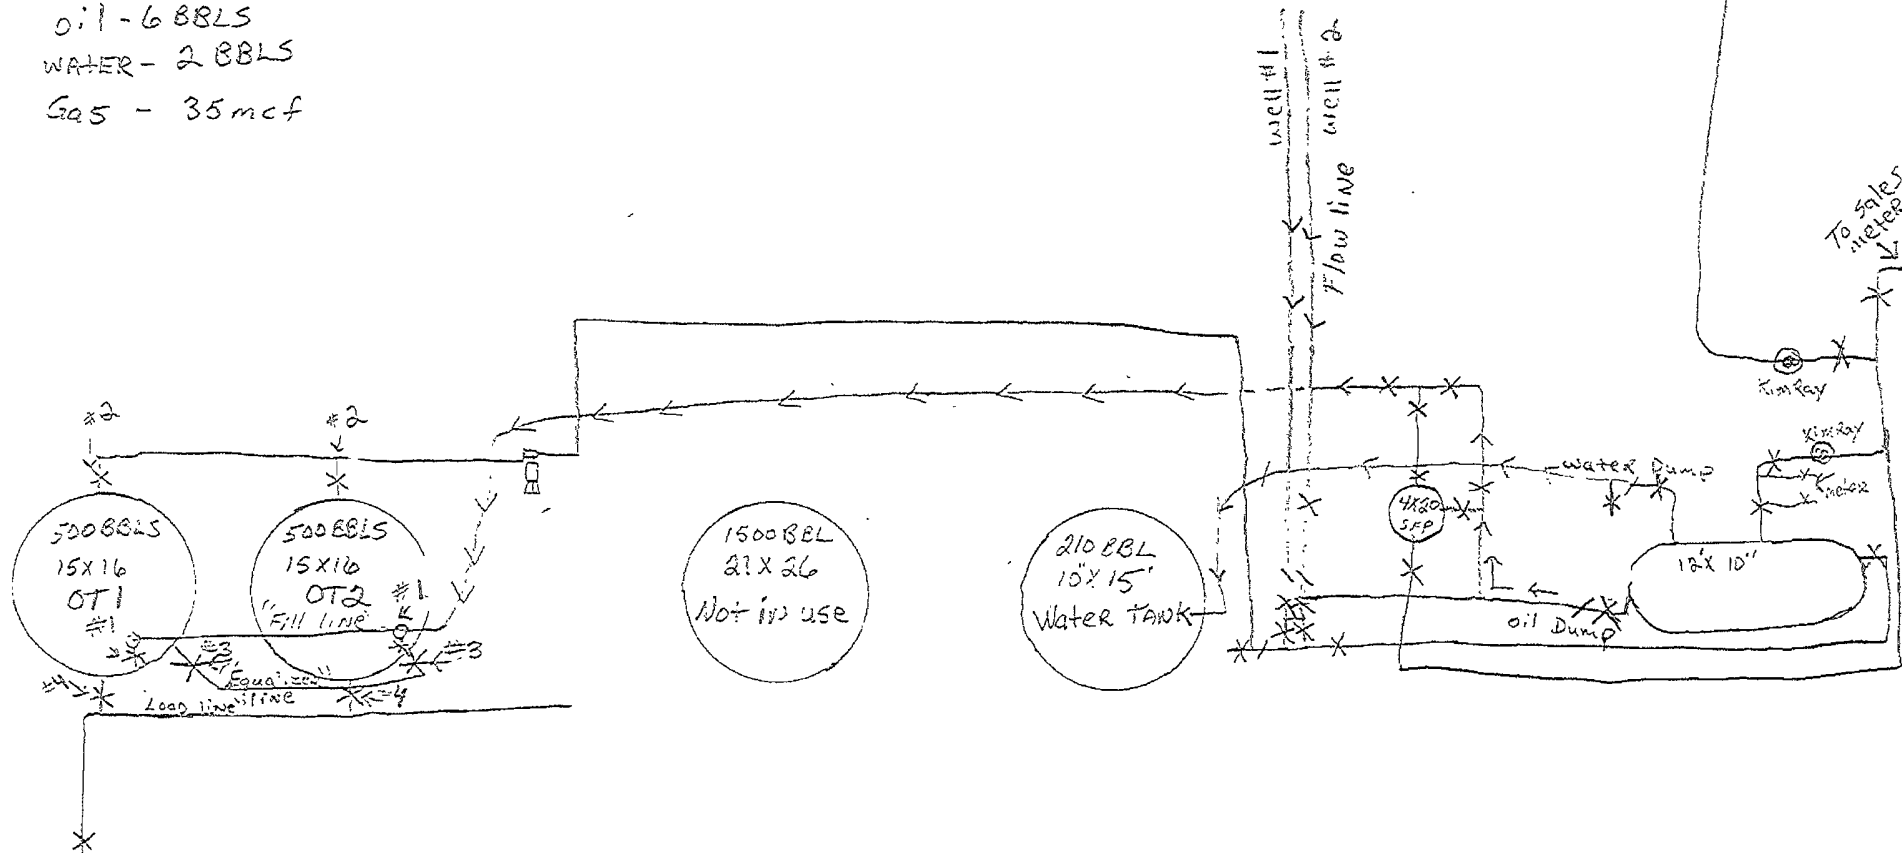 oil - 6 BBLS
WATER - 2 BBLS
Gas - 35 mcf
well #1
Flow line well #2
To Sales
meter
KimRay
KimRay
meter
Water Dump
4X20
SFP
12'X 10"
oil Dump
#2
#2
500 BBLS
15X16
OT1
#1
500 BBLS
15X16
OT2
#1
"Fill line"
#3
#3
"Equalizer"
line
#4
#4
Load line
1500 BBL
21 X 26
Not in use
210 BBL
10" X 15'
Water TANK